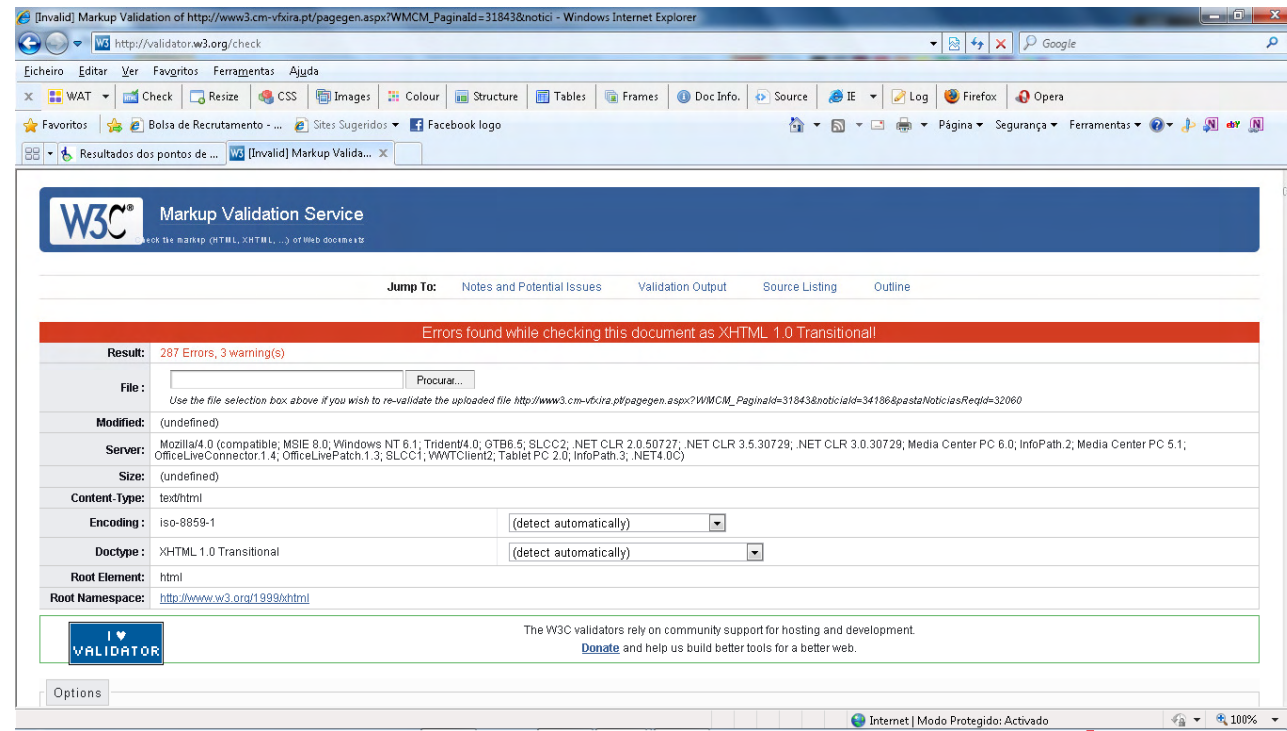 [Invalid] Markup Validation of http://www3.cm-vfxira.pt/pagegen.aspx?WMCM_PaginaId=31843&notici - Windows Internet Explorer
http://validator.w3.org/check
Google
Ficheiro Editar Ver Favoritos Ferramentas Ajuda
x WAT Check Resize CSS Images Colour Structure Tables Frames Doc Info. Source IE Log Firefox Opera
Favoritos Bolsa de Recrutamento - ... Sites Sugeridos Facebook logo Página Segurança Ferramentas
Resultados dos pontos de ... [Invalid] Markup Valida... X
W3C® Markup Validation Service
Check the markup (HTML, XHTML, ...) of Web documents
Jump To: Notes and Potential Issues Validation Output Source Listing Outline
Errors found while checking this document as XHTML 1.0 Transitional!
Result: 287 Errors, 3 warning(s)
File : Procurar...
Use the file selection box above if you wish to re-validate the uploaded file http://www3.cm-vfxira.pt/pagegen.aspx?WMCM_PaginaId=31843&noticiaId=34186&pastaNoticiasReqId=32060
Modified: (undefined)
Server: Mozilla/4.0 (compatible; MSIE 8.0; Windows NT 6.1; Trident/4.0; GTB6.5; SLCC2; .NET CLR 2.0.50727; .NET CLR 3.5.30729; .NET CLR 3.0.30729; Media Center PC 6.0; InfoPath.2; Media Center PC 5.1;
OfficeLiveConnector.1.4; OfficeLivePatch.1.3; SLCC1; WWTClient2; Tablet PC 2.0; InfoPath.3; .NET4.0C)
Size: (undefined)
Content-Type: text/html
Encoding : iso-8859-1 (detect automatically)
Doctype : XHTML 1.0 Transitional (detect automatically)
Root Element: html
Root Namespace: http://www.w3.org/1999/xhtml
I ♥
VALIDATOR
The W3C validators rely on community support for hosting and development.
Donate and help us build better tools for a better web.
Options
Internet | Modo Protegido: Activado 100%